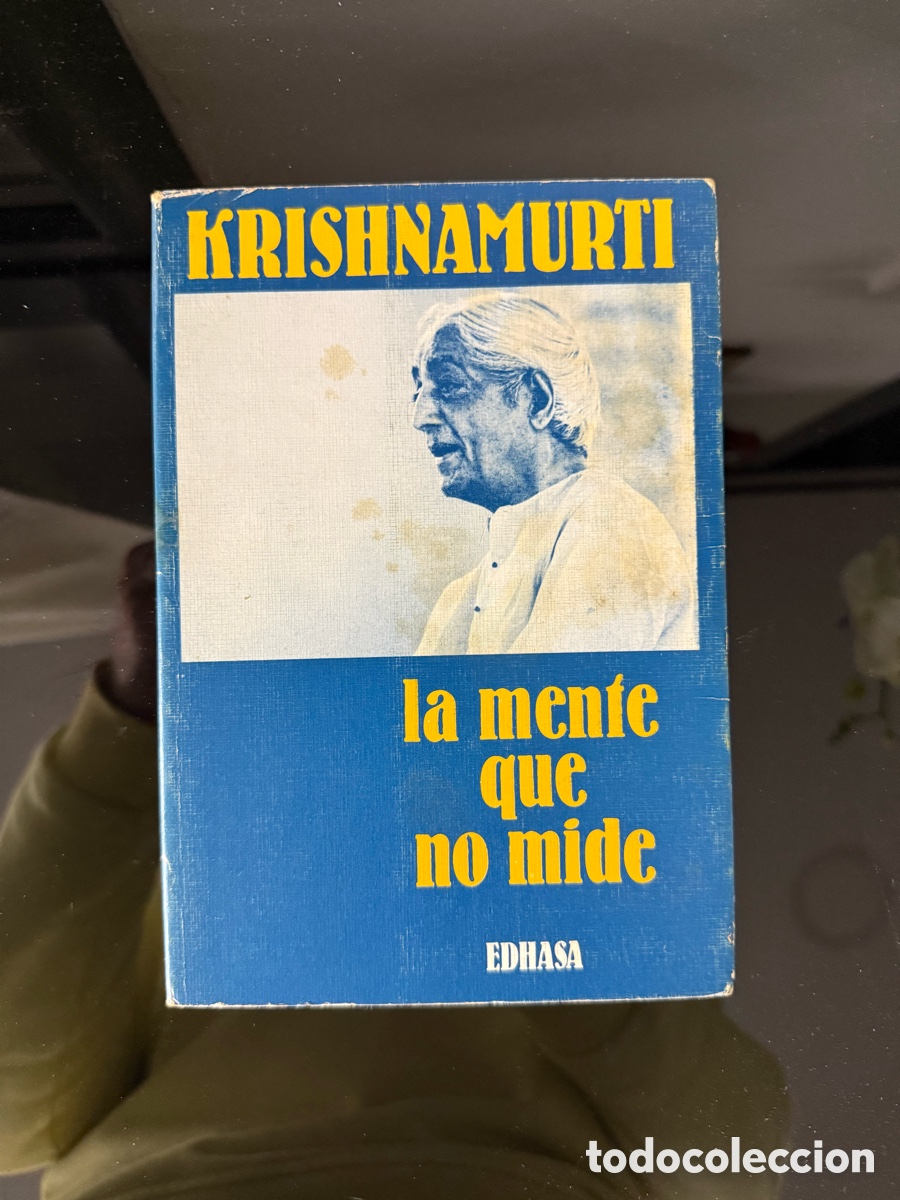 KRISHNAMURTI
la mente
que
no mide
EDHASA
todocoleccion